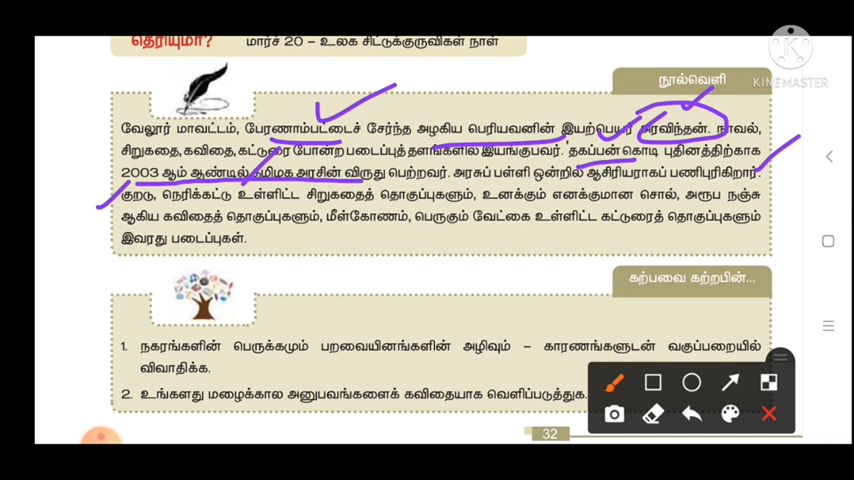 தெரியுமா? மார்ச் 20 – உலக சிட்டுக்குருவிகள் நாள்
நூல்வெளி
KINEMASTER
வேலூர் மாவட்டம், பேரணாம்பட்டைச் சேர்ந்த அழகிய பெரியவனின் இயற்பெயர் அரவிந்தன். நாவல்,
சிறுகதை, கவிதை, கட்டுரை போன்ற படைப்புத் தளங்களில் இயங்குபவர். 'தகப்பன் கொடி புதினத்திற்காக
2003 ஆம் ஆண்டில் தமிழக அரசின் விருது பெற்றவர். அரசுப் பள்ளி ஒன்றில் ஆசிரியராகப் பணிபுரிகிறார்.
குறடு, நெரிக்கட்டு உள்ளிட்ட சிறுகதைத் தொகுப்புகளும், உனக்கும் எனக்குமான சொல், அரூப நஞ்சு
ஆகிய கவிதைத் தொகுப்புகளும், மீள்கோணம், பெருகும் வேட்கை உள்ளிட்ட கட்டுரைத் தொகுப்புகளும்
இவரது படைப்புகள்.
கற்பவை கற்றபின்...
1. நகரங்களின் பெருக்கமும் பறவையினங்களின் அழிவும் – காரணங்களுடன் வகுப்பறையில்
விவாதிக்க.
2. உங்களது மழைக்கால அனுபவங்களைக் கவிதையாக வெளிப்படுத்துக.
32